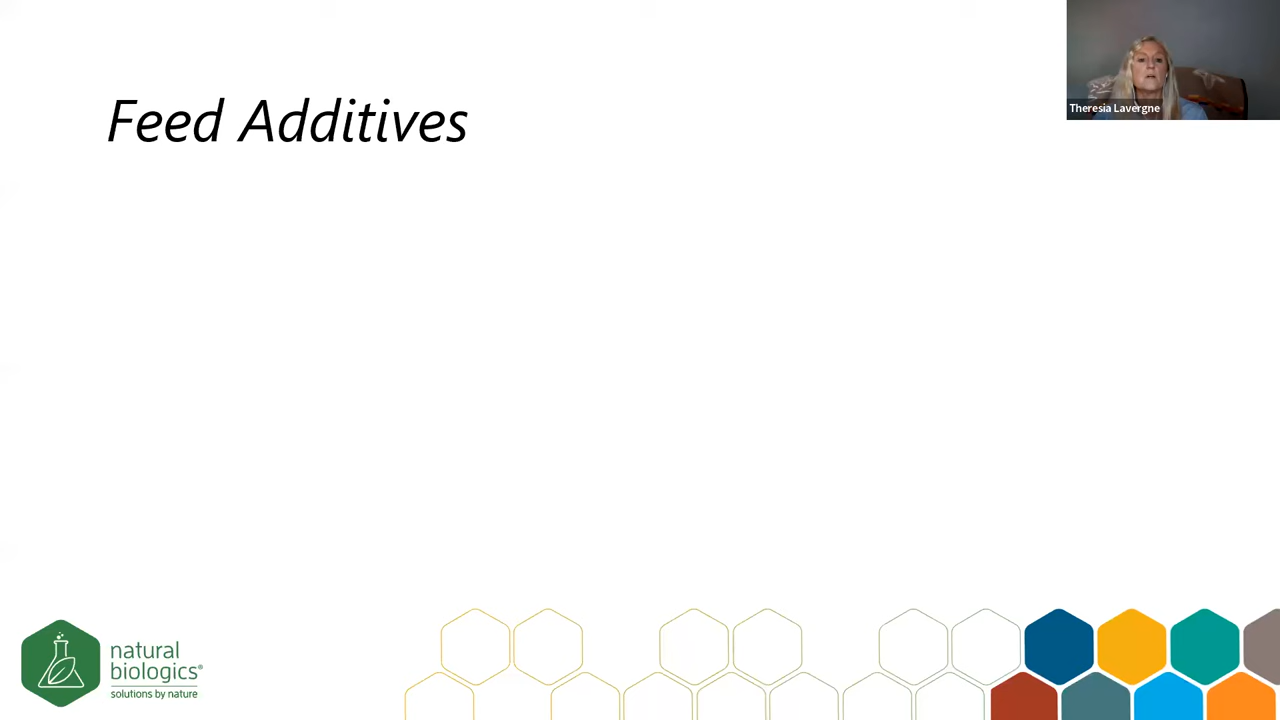 Feed Additives
Theresia Lavergne
natural
biologics®
solutions by nature